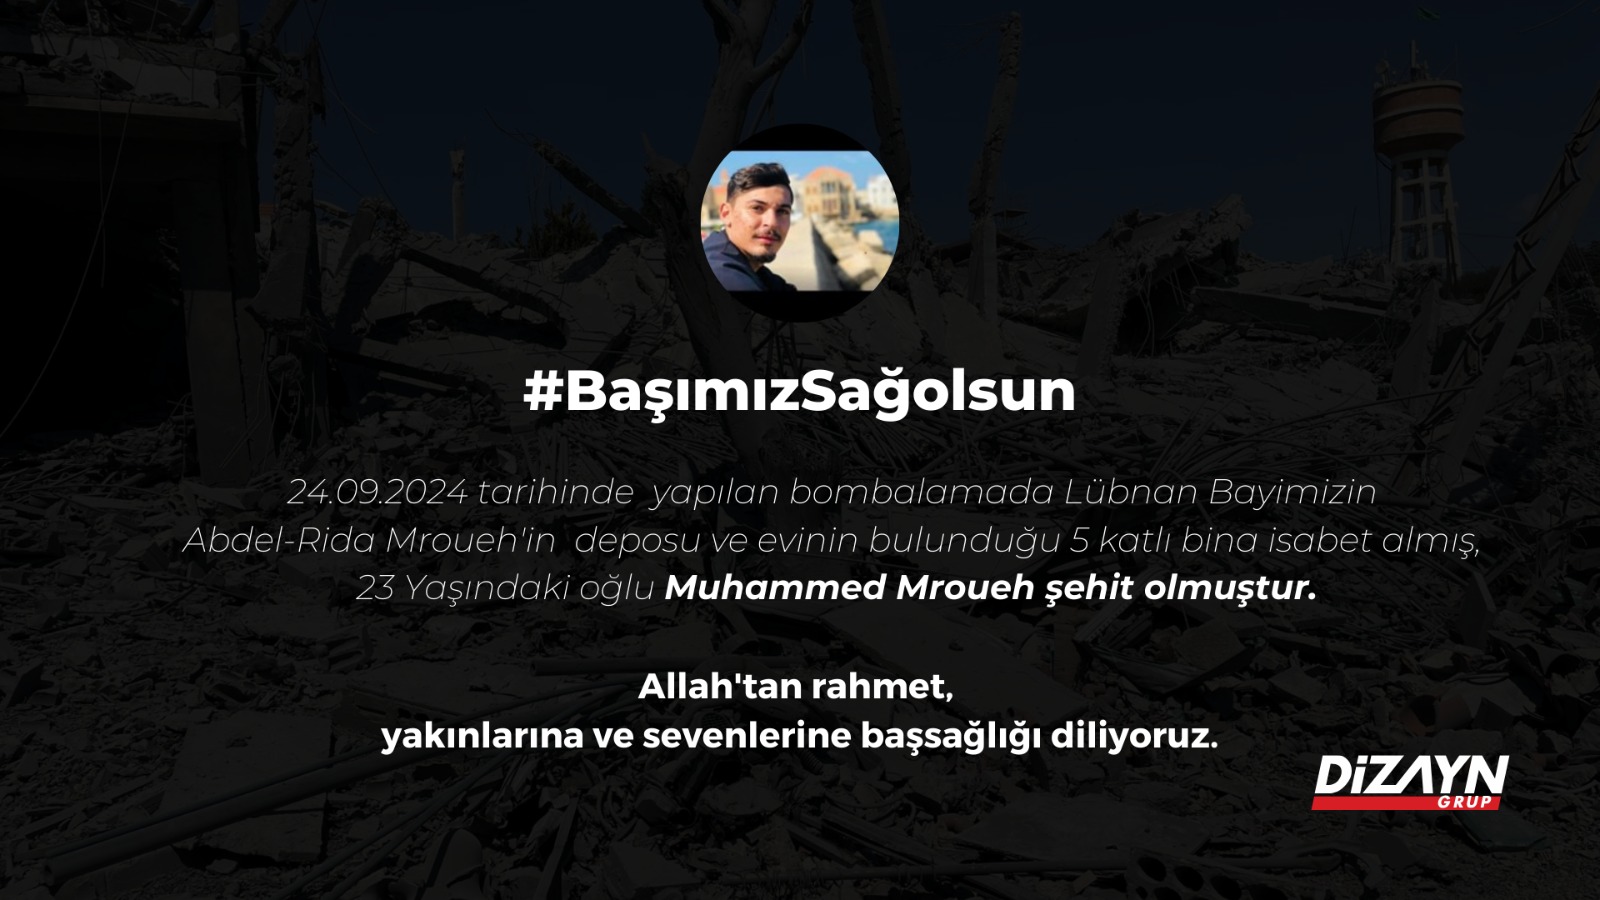 #BaşımızSağolsun
24.09.2024 tarihinde yapılan bombalamada Lübnan Bayimizin
Abdel-Rida Mroueh'in deposu ve evinin bulunduğu 5 katlı bina isabet almış,
23 Yaşındaki oğlu Muhammed Mroueh şehit olmuştur.
Allah'tan rahmet,
yakınlarına ve sevenlerine başsağlığı diliyoruz.
DiZAYN
GRUP